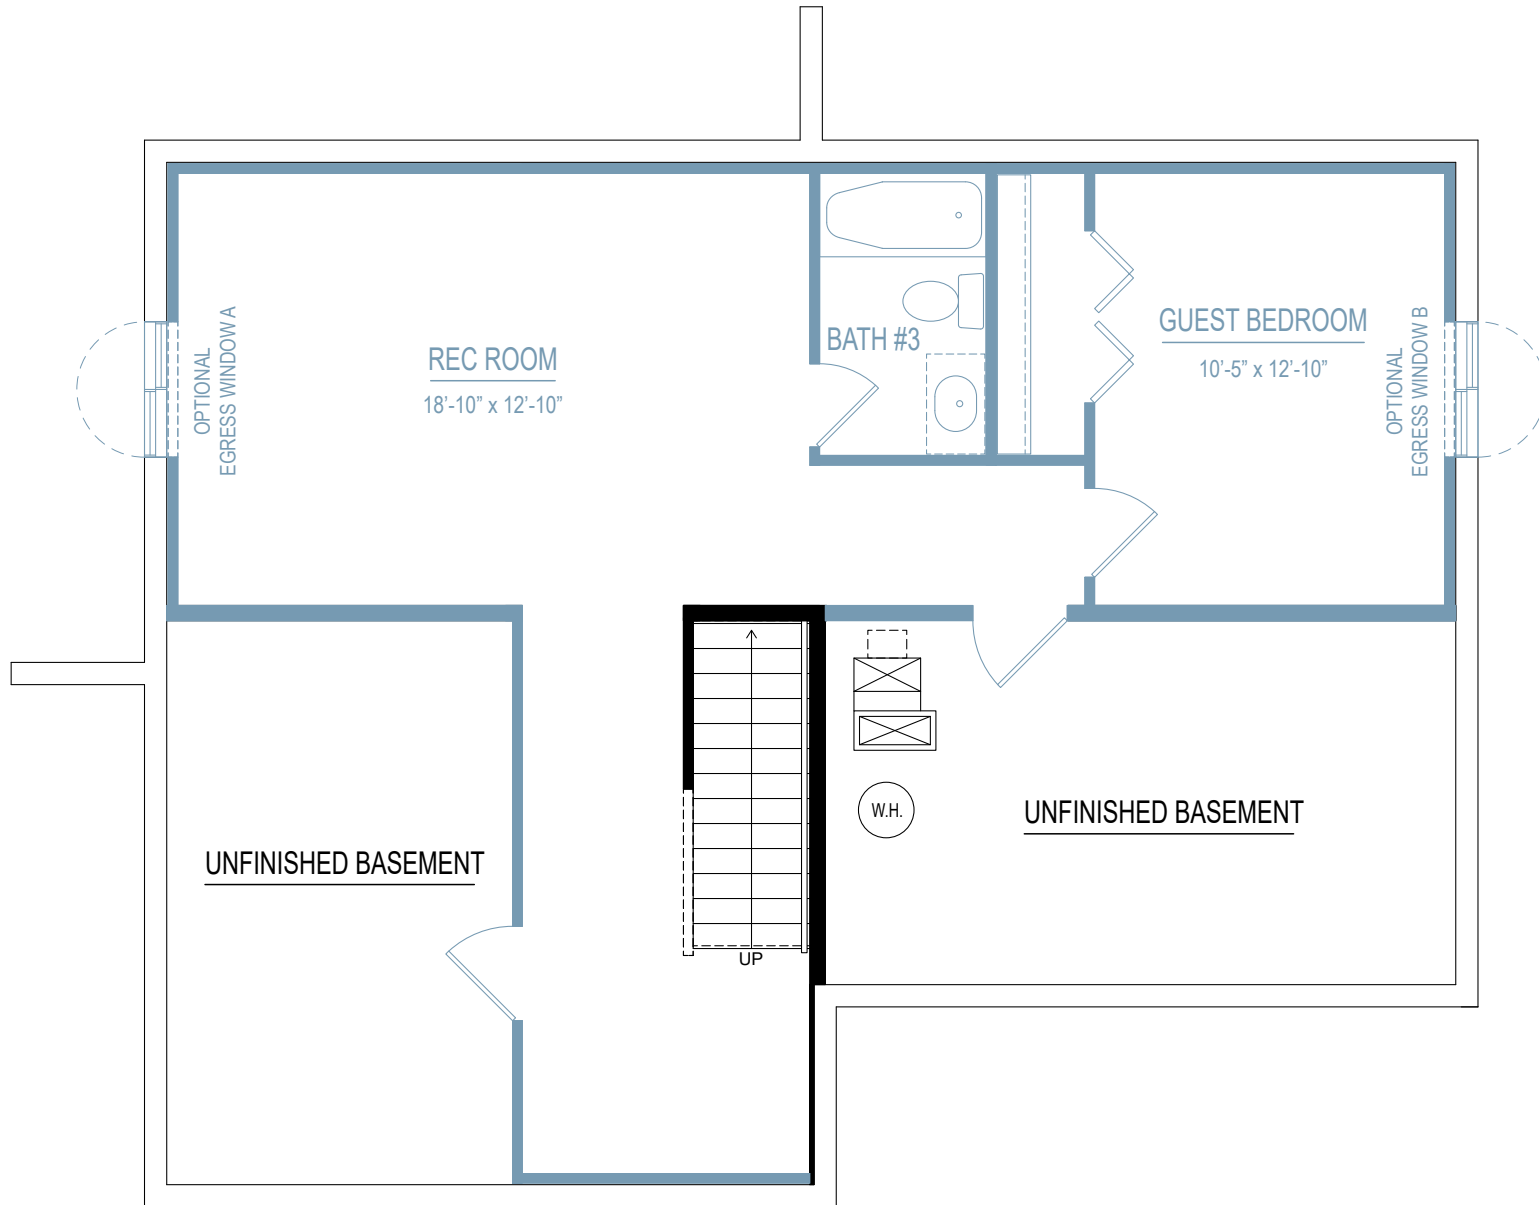 REC ROOM
18'-10” x 12'-10”
OPTIONAL
EGRESS WINDOW A
BATH #3
GUEST BEDROOM
10'-5” x 12'-10”
OPTIONAL
EGRESS WINDOW B
UNFINISHED BASEMENT
UP
W.H.
UNFINISHED BASEMENT